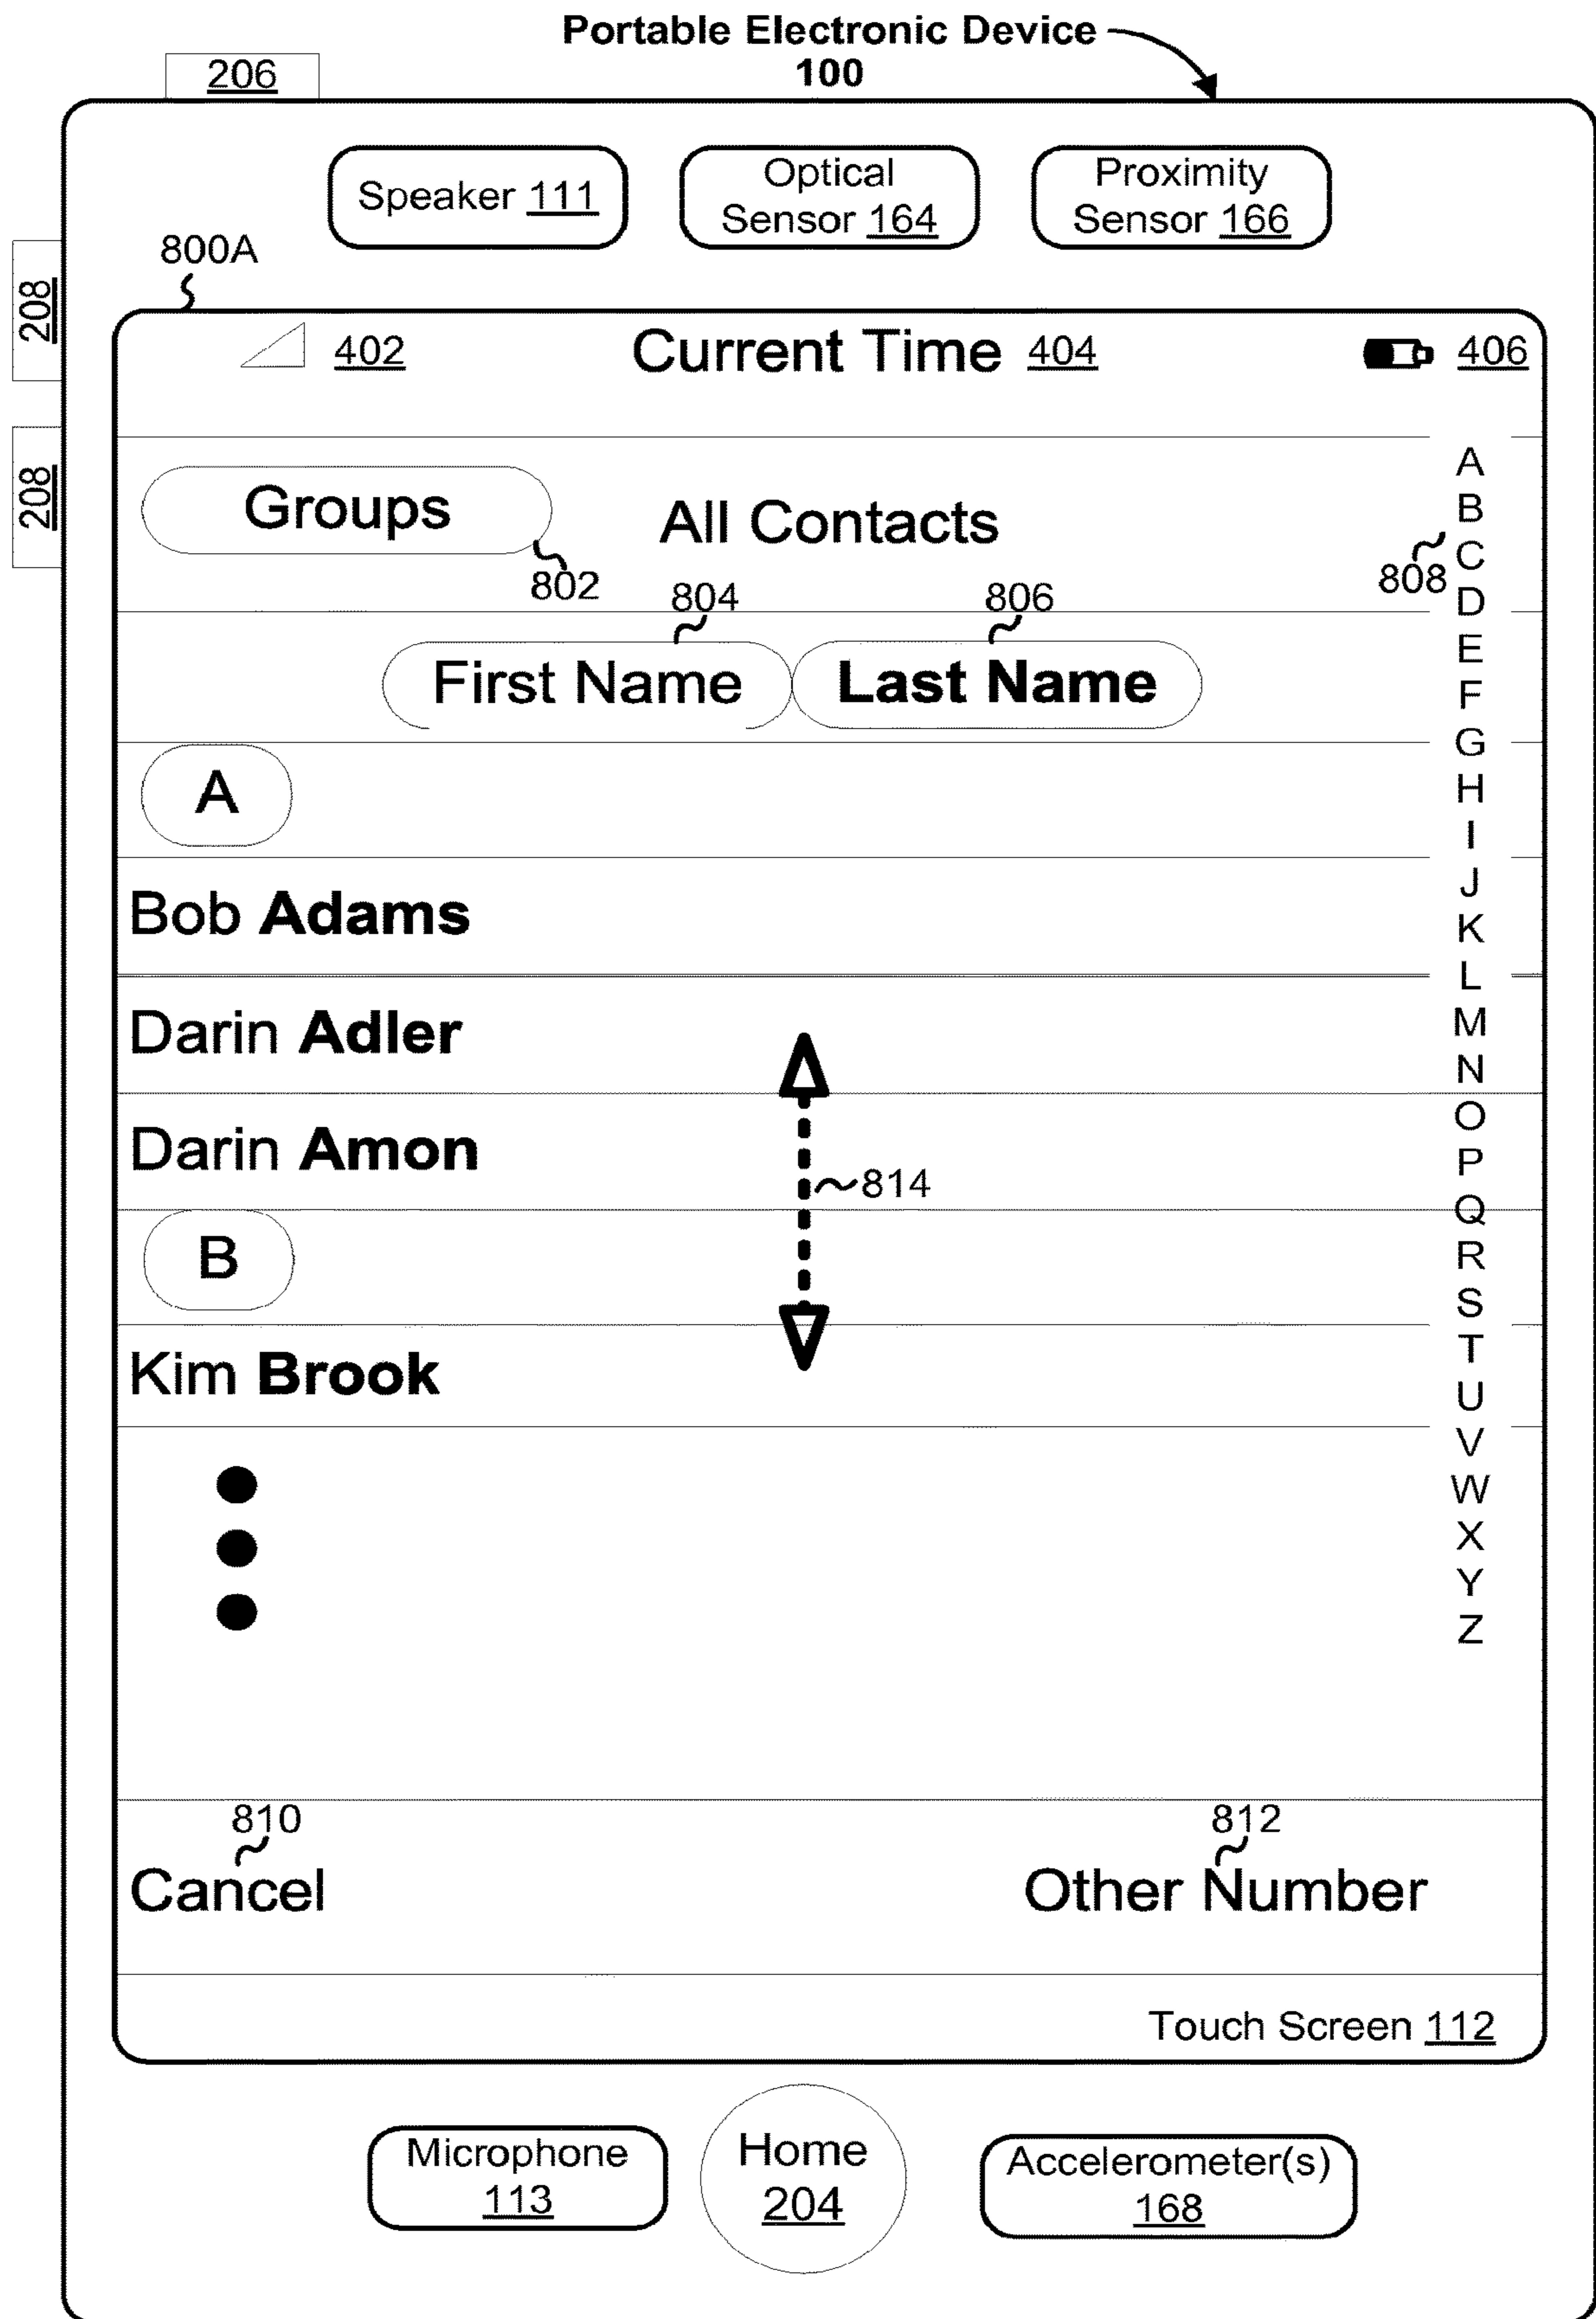 Portable Electronic Device
100
206
Speaker 111
Optical
Sensor 164
Proximity
Sensor 166
800A
208
208
402
Current Time 404
406
Groups
All Contacts
802
804
806
808
First Name
Last Name
A
Bob Adams
Darin Adler
Darin Amon
814
B
Kim Brook
A
B
C
D
E
F
G
H
I
J
K
L
M
N
O
P
Q
R
S
T
U
V
W
X
Y
Z
810
812
Cancel
Other Number
Touch Screen 112
Microphone
113
Home
204
Accelerometer(s)
168